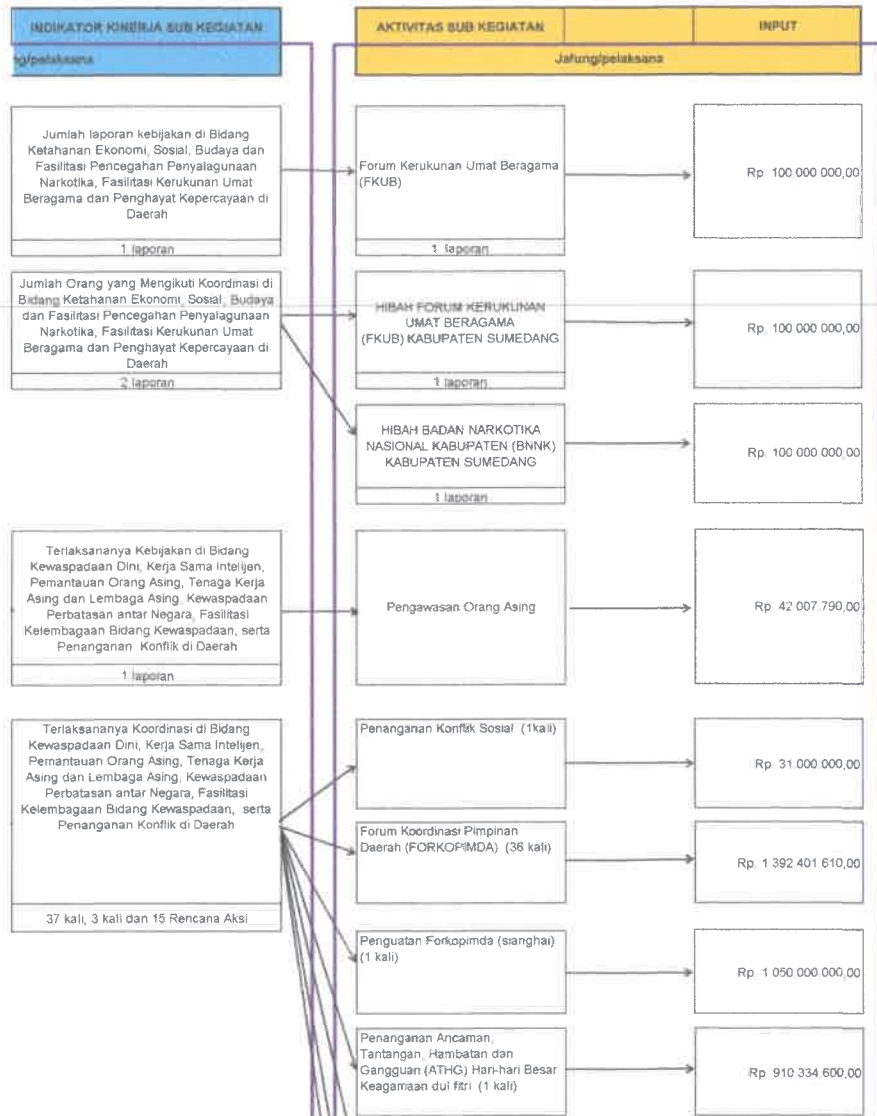 INDIKATOR KINERJA SUB KEGIATAN
ng/pelaksana
AKTIVITAS SUB KEGIATAN
INPUT
Jafung/pelaksana
Jumlah laporan kebijakan di Bidang
Ketahanan Ekonomi, Sosial, Budaya dan
Fasilitasi Pencegahan Penyalagunaan
Narkotika, Fasilitasi Kerukunan Umat
Beragama dan Penghayat Kepercayaan di
Daerah
1 laporan
Forum Kerukunan Umat Beragama
(FKUB)
1 laporan
Rp. 100.000.000,00
Jumlah Orang yang Mengikuti Koordinasi di
Bidang Ketahanan Ekonomi, Sosial, Budaya
dan Fasilitasi Pencegahan Penyalagunaan
Narkotika, Fasilitasi Kerukunan Umat
Beragama dan Penghayat Kepercayaan di
Daerah
2 laporan
HIBAH FORUM KERUKUNAN
UMAT BERAGAMA
(FKUB) KABUPATEN SUMEDANG
1 laporan
Rp. 100.000.000,00
HIBAH BADAN NARKOTIKA
NASIONAL KABUPATEN (BNNK)
KABUPATEN SUMEDANG
1 laporan
Rp. 100.000.000,00
Terlaksananya Kebijakan di Bidang
Kewaspadaan Dini, Kerja Sama Intelijen,
Pemantauan Orang Asing, Tenaga Kerja
Asing dan Lembaga Asing, Kewaspadaan
Perbatasan antar Negara, Fasilitasi
Kelembagaan Bidang Kewaspadaan, serta
Penanganan Konflik di Daerah
1 laporan
Pengawasan Orang Asing
Rp. 42.007.790,00
Terlaksananya Koordinasi di Bidang
Kewaspadaan Dini, Kerja Sama Intelijen,
Pemantauan Orang Asing, Tenaga Kerja
Asing dan Lembaga Asing, Kewaspadaan
Perbatasan antar Negara, Fasilitasi
Kelembagaan Bidang Kewaspadaan, serta
Penanganan Konflik di Daerah
37 kali, 3 kali dan 15 Rencana Aksi
Penanganan Konflik Sosial (1kali)
Rp. 31.000.000,00
Forum Koordinasi Pimpinan
Daerah (FORKOPIMDA) (36 kali)
Rp. 1.392.401.610,00
Penguatan Forkopimda (sianghai)
(1 kali)
Rp. 1.050.000.000,00
Penanganan Ancaman,
Tantangan, Hambatan dan
Gangguan (ATHG) Hari-hari Besar
Keagamaan dul fitri (1 kali)
Rp. 910.334.600,00